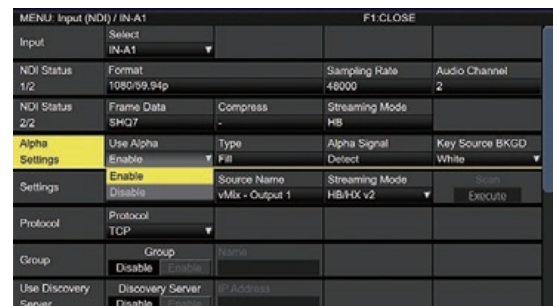 MENU: Input (NDI) / IN-A1 F1:CLOSE
Input
Select
IN-A1
NDI Status
1/2
Format
1080/59.94p
Sampling Rate
48000
Audio Channel
2
NDI Status
2/2
Frame Data
SHQ7
Compress
-
Streaming Mode
HB
Alpha
Settings
Use Alpha
Enable
Type
Fill
Alpha Signal
Detect
Key Source BKGD
White
Enable
Disable
Settings
Source Name
vMix - Output 1
Streaming Mode
HB/HX v2
Scan
Execute
Protocol
Protocol
TCP
Group
Group
Disable Enable
Name
Use Discovery
Server
Discovery Server
Disable Enable
IP Address